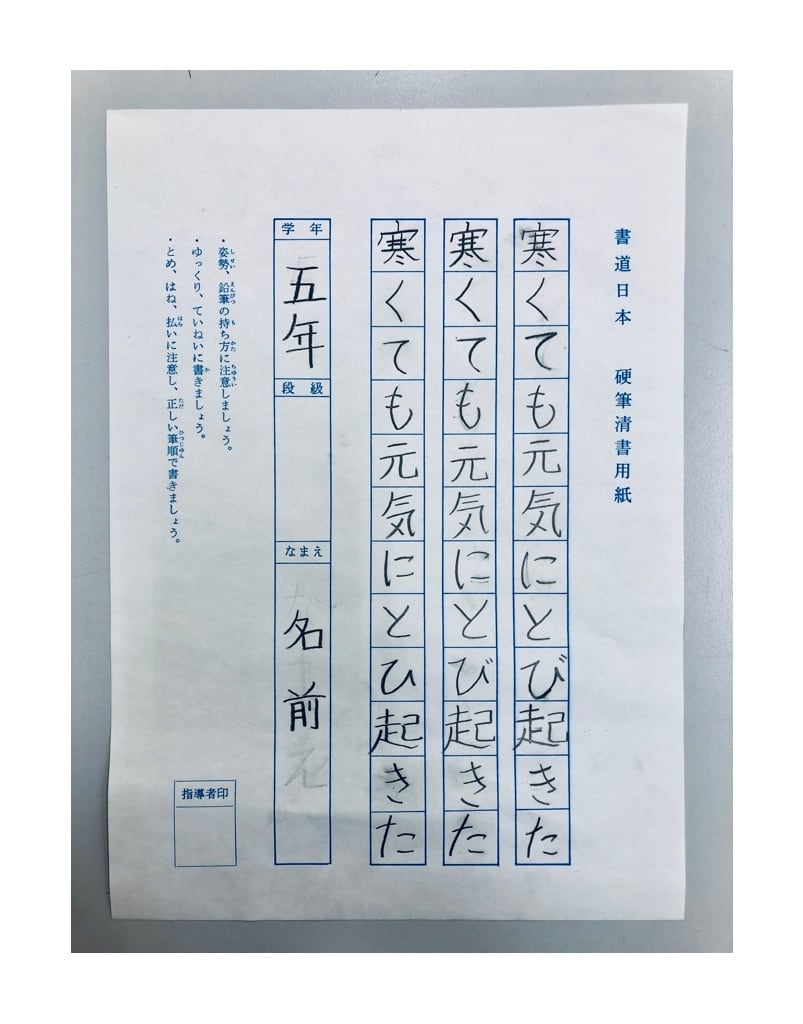 書道日本　硬筆清書用紙
寒くても元気にとび起きた
寒くても元気にとび起きた
寒くても元気にとひ起きた
学年
五年
段級
なまえ
名前
・姿勢、鉛筆の持ち方に注意しましょう。
・ゆっくり、ていねいに書きましょう。
・とめ、はね、払いに注意し、正しい筆順で書きましょう。
指導者印